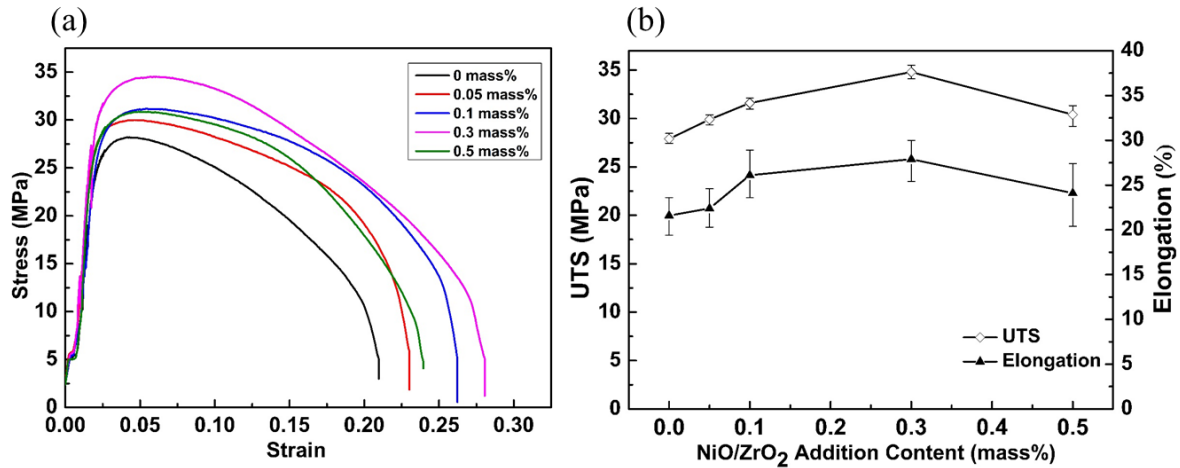 (a)
Stress (MPa)
35
30
25
20
15
10
5
0
0.00 0.05 0.10 0.15 0.20 0.25 0.30
Strain
0 mass%
0.05 mass%
0.1 mass%
0.3 mass%
0.5 mass%
(b)
UTS (MPa)
35
30
25
20
15
10
5
0
0.0 0.1 0.2 0.3 0.4 0.5
NiO/ZrO2 Addition Content (mass%)
UTS
Elongation
40
35
30
25
20
15
10
5
0
Elongation (%)